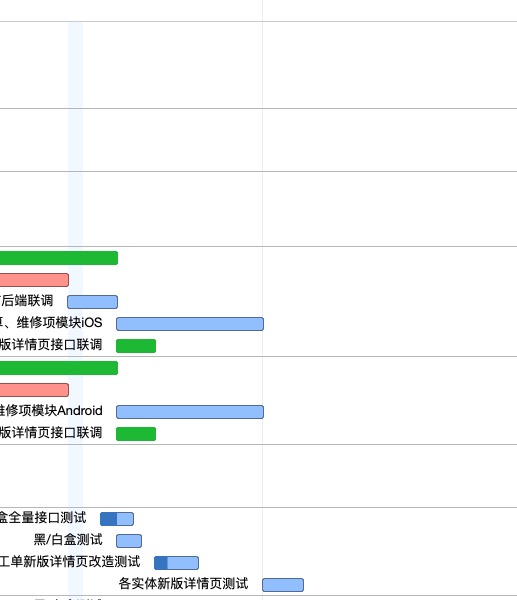 后端联调
、维修项模块iOS
版详情页接口联调
维修项模块Android
版详情页接口联调
盒全量接口测试
黑/白盒测试
工单新版详情页改造测试
各实体新版详情页测试